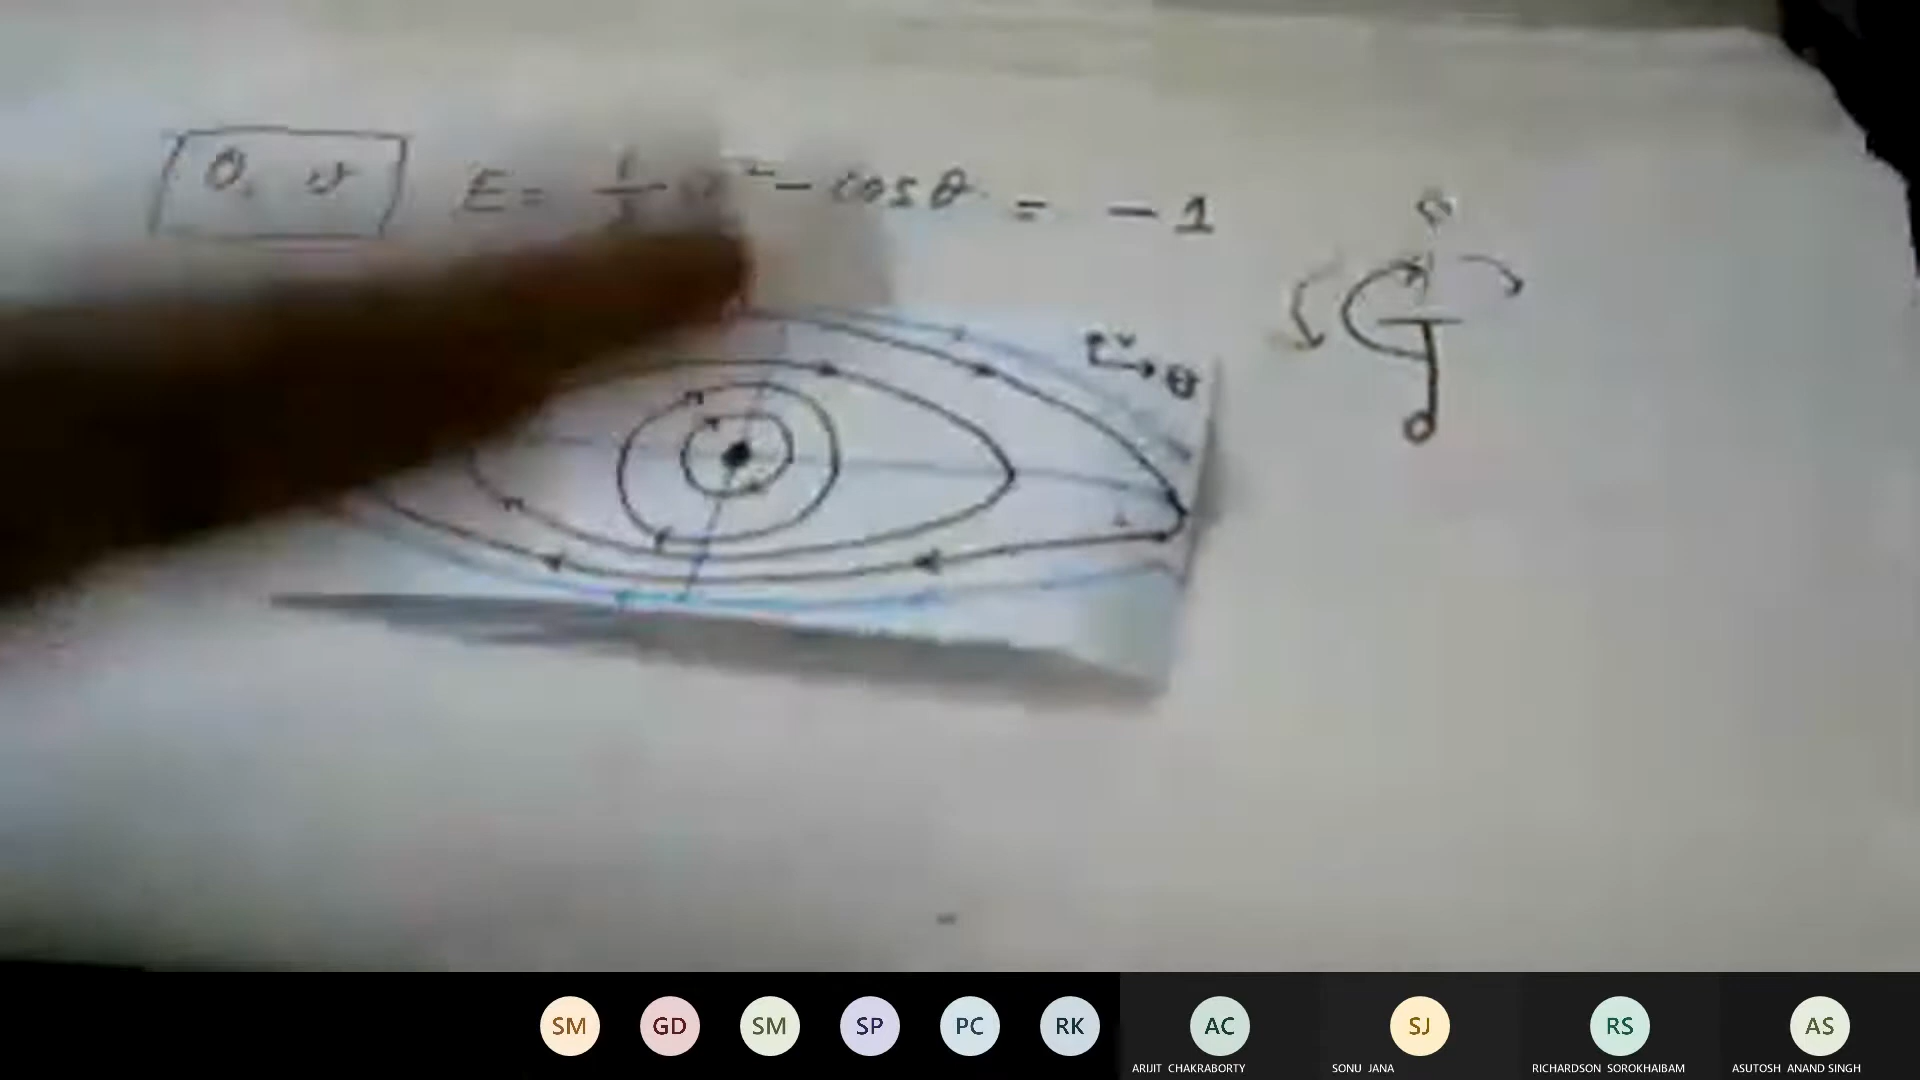 θ, v E = 1/2 v² - cos θ = - 1
v
θ
SM GD SM SP PC RK AC SJ RS AS
ARIJIT CHAKRABORTY SONU JANA RICHARDSON SOROKHAIBAM ASUTOSH ANAND SINGH